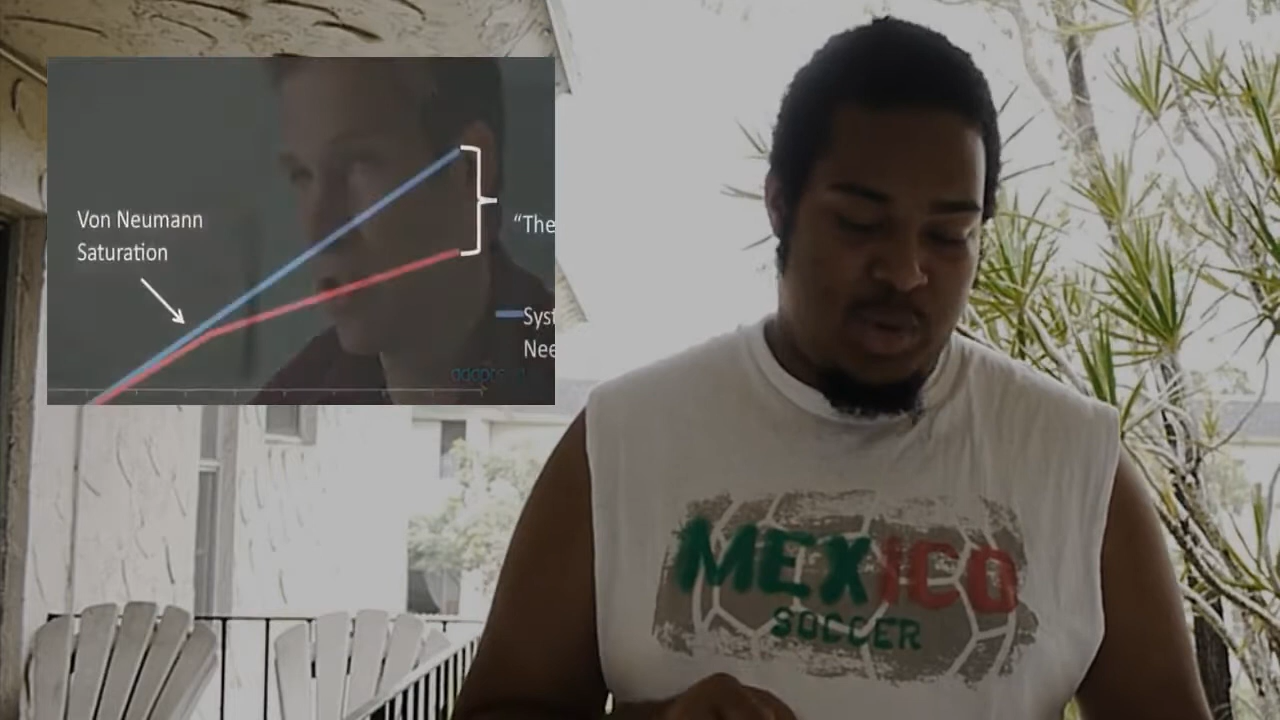 Von Neumann
Saturation
“The
Syst
Nee
MEXICO
SOCCER